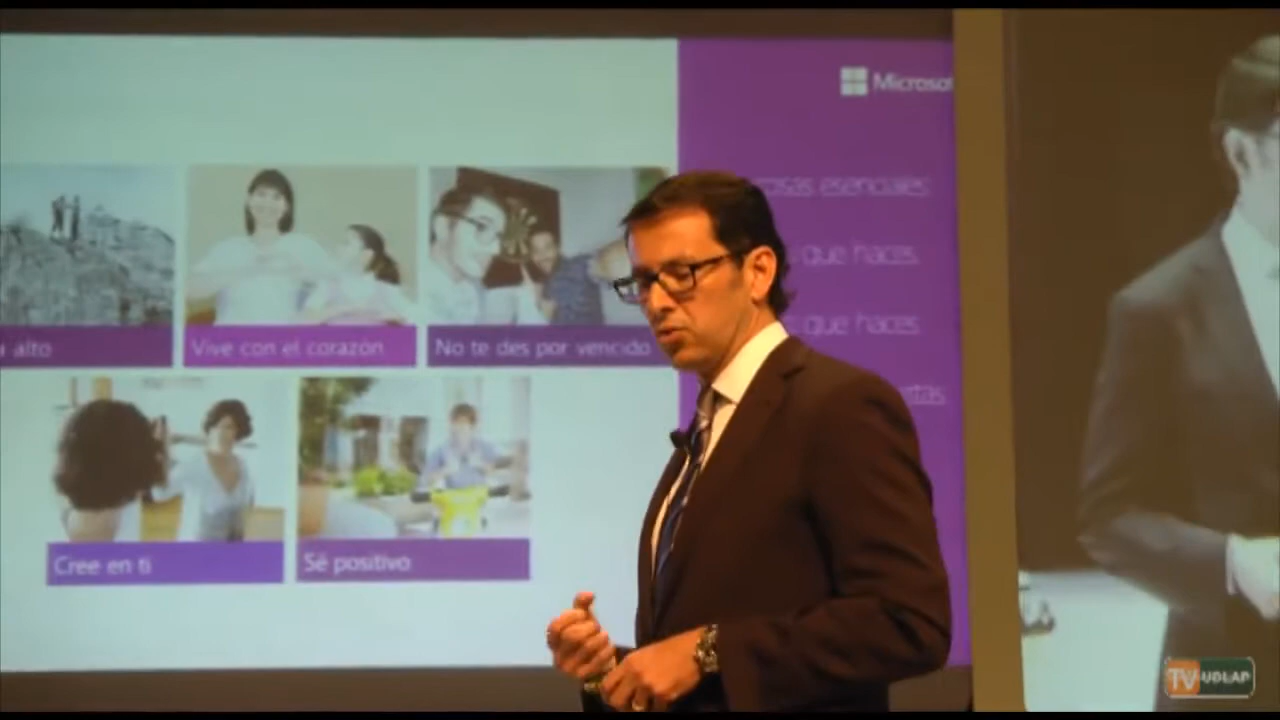 Microsof
cosas esenciales
que haces
que haces
alto
Vive con el corazón
No te des por vencido
Cree en ti
Sé positivo
TV UDLAP